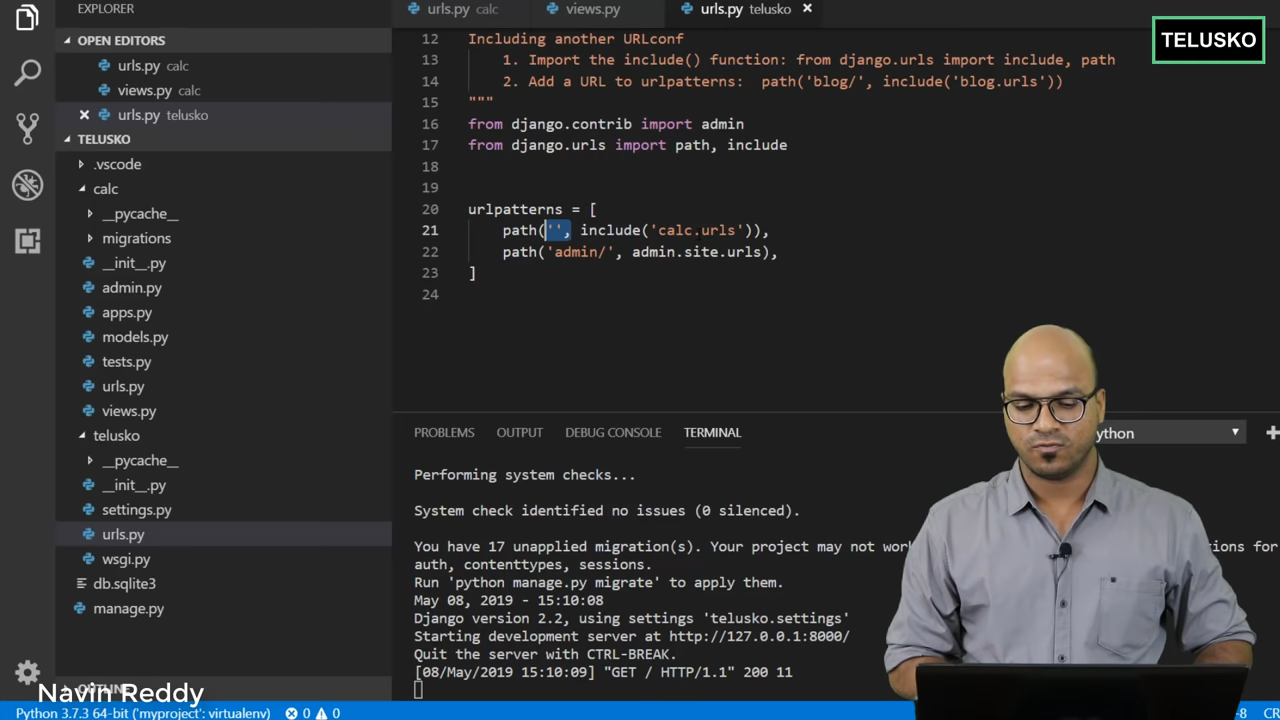 EXPLORER
OPEN EDITORS
urls.py calc
views.py calc
urls.py telusko
TELUSKO
.vscode
calc
__pycache__
migrations
__init__.py
admin.py
apps.py
models.py
tests.py
urls.py
views.py
telusko
__pycache__
__init__.py
settings.py
urls.py
wsgi.py
db.sqlite3
manage.py
Navin Reddy
urls.py calc
views.py
urls.py telusko
TELUSKO
12 Including another URLconf
13 1. Import the include() function: from django.urls import include, path
14 2. Add a URL to urlpatterns: path('blog/', include('blog.urls'))
15 """
16 from django.contrib import admin
17 from django.urls import path, include
18
19
20 urlpatterns = [
21 path('', include('calc.urls')),
22 path('admin/', admin.site.urls),
23 ]
24
PROBLEMS OUTPUT DEBUG CONSOLE TERMINAL
ython
Performing system checks...
System check identified no issues (0 silenced).
You have 17 unapplied migration(s). Your project may not work ions for
auth, contenttypes, sessions.
Run 'python manage.py migrate' to apply them.
May 08, 2019 - 15:10:08
Django version 2.2, using settings 'telusko.settings'
Starting development server at http://127.0.0.1:8000/
Quit the server with CTRL-BREAK.
[08/May/2019 15:10:09] "GET / HTTP/1.1" 200 11
Python 3.7.3 64-bit ('myproject': virtualenv) 0 0
-8 CR